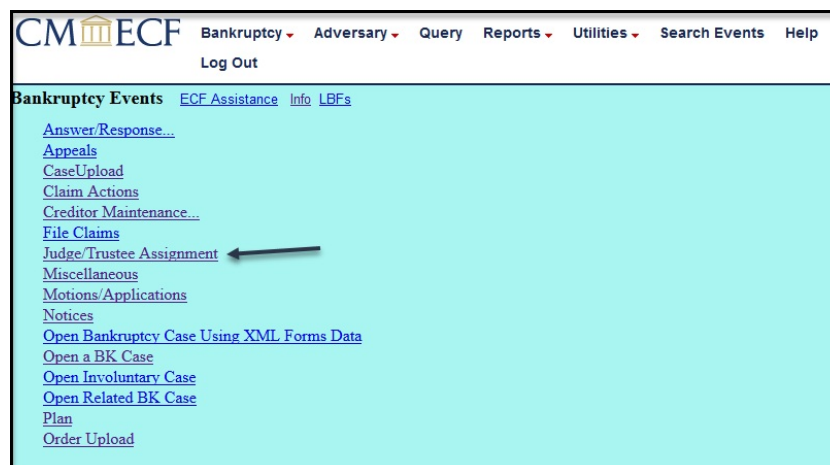 CM ECF Bankruptcy Adversary Query Reports Utilities Search Events Help
Log Out
Bankruptcy Events ECF Assistance Info LBFs
Answer/Response...
Appeals
CaseUpload
Claim Actions
Creditor Maintenance...
File Claims
Judge/Trustee Assignment
Miscellaneous
Motions/Applications
Notices
Open Bankruptcy Case Using XML Forms Data
Open a BK Case
Open Involuntary Case
Open Related BK Case
Plan
Order Upload